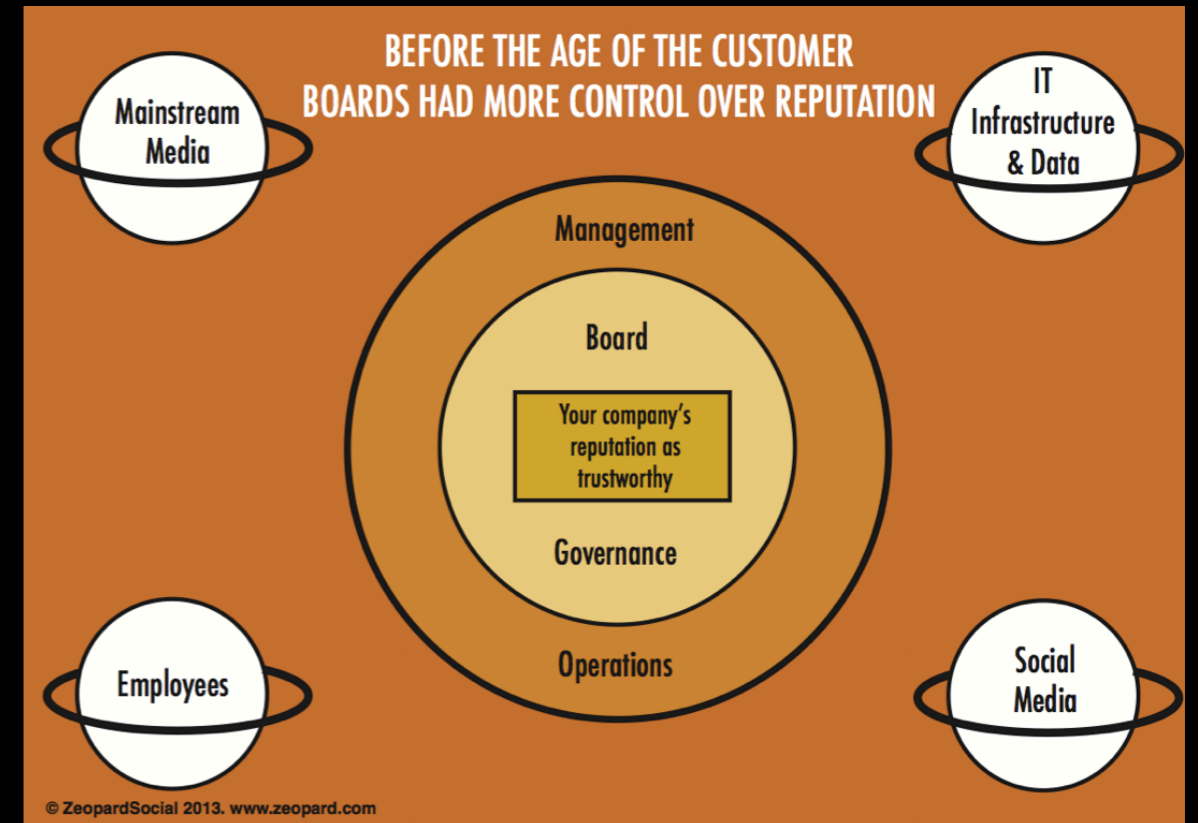 BEFORE THE AGE OF THE CUSTOMER
BOARDS HAD MORE CONTROL OVER REPUTATION
Mainstream
Media
IT
Infrastructure
& Data
Management
Board
Your company's
reputation as
trustworthy
Governance
Operations
Employees
Social
Media
© ZeopardSocial 2013. www.zeopard.com